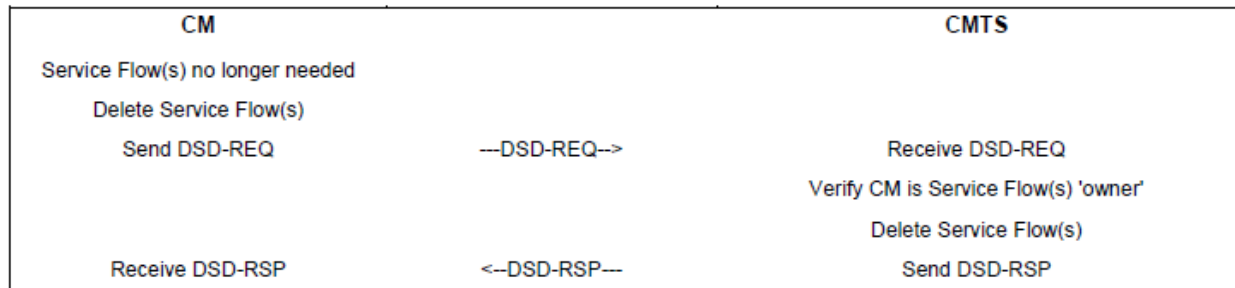 CM CMTS
Service Flow(s) no longer needed
Delete Service Flow(s)
Send DSD-REQ ---DSD-REQ--> Receive DSD-REQ
Verify CM is Service Flow(s) 'owner'
Delete Service Flow(s)
Receive DSD-RSP <--DSD-RSP--- Send DSD-RSP